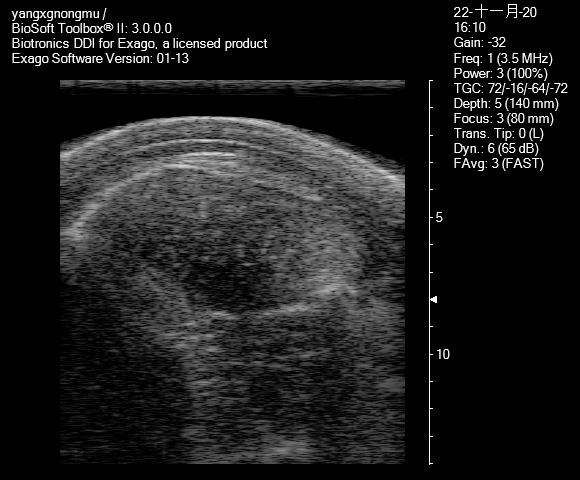 yangxgnongmu /
BioSoft Toolbox® II: 3.0.0.0
Biotronics DDI for Exago, a licensed product
Exago Software Version: 01-13
22-十一月-20
16:10
Gain: -32
Freq: 1 (3.5 MHz)
Power: 3 (100%)
TGC: 72/-16/-64/-72
Depth: 5 (140 mm)
Focus: 3 (80 mm)
Trans. Tip: 0 (L)
Dyn.: 6 (65 dB)
FAvg: 3 (FAST)
5
10